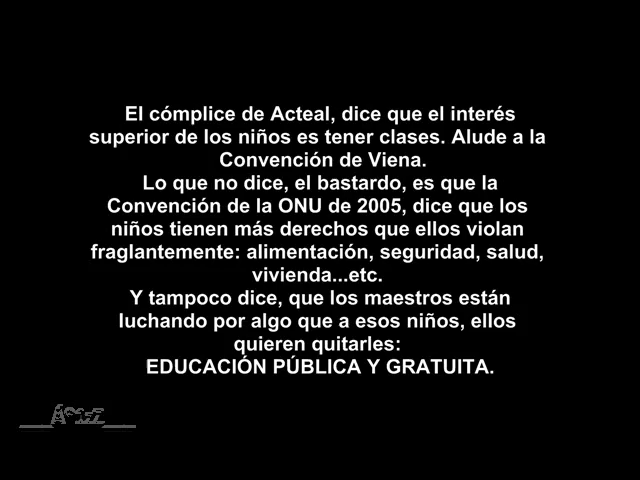 El cómplice de Acteal, dice que el interés
superior de los niños es tener clases. Alude a la
Convención de Viena.
Lo que no dice, el bastardo, es que la
Convención de la ONU de 2005, dice que los
niños tienen más derechos que ellos violan
fraglantemente: alimentación, seguridad, salud,
vivienda...etc.
Y tampoco dice, que los maestros están
luchando por algo que a esos niños, ellos
quieren quitarles:
EDUCACIÓN PÚBLICA Y GRATUITA.